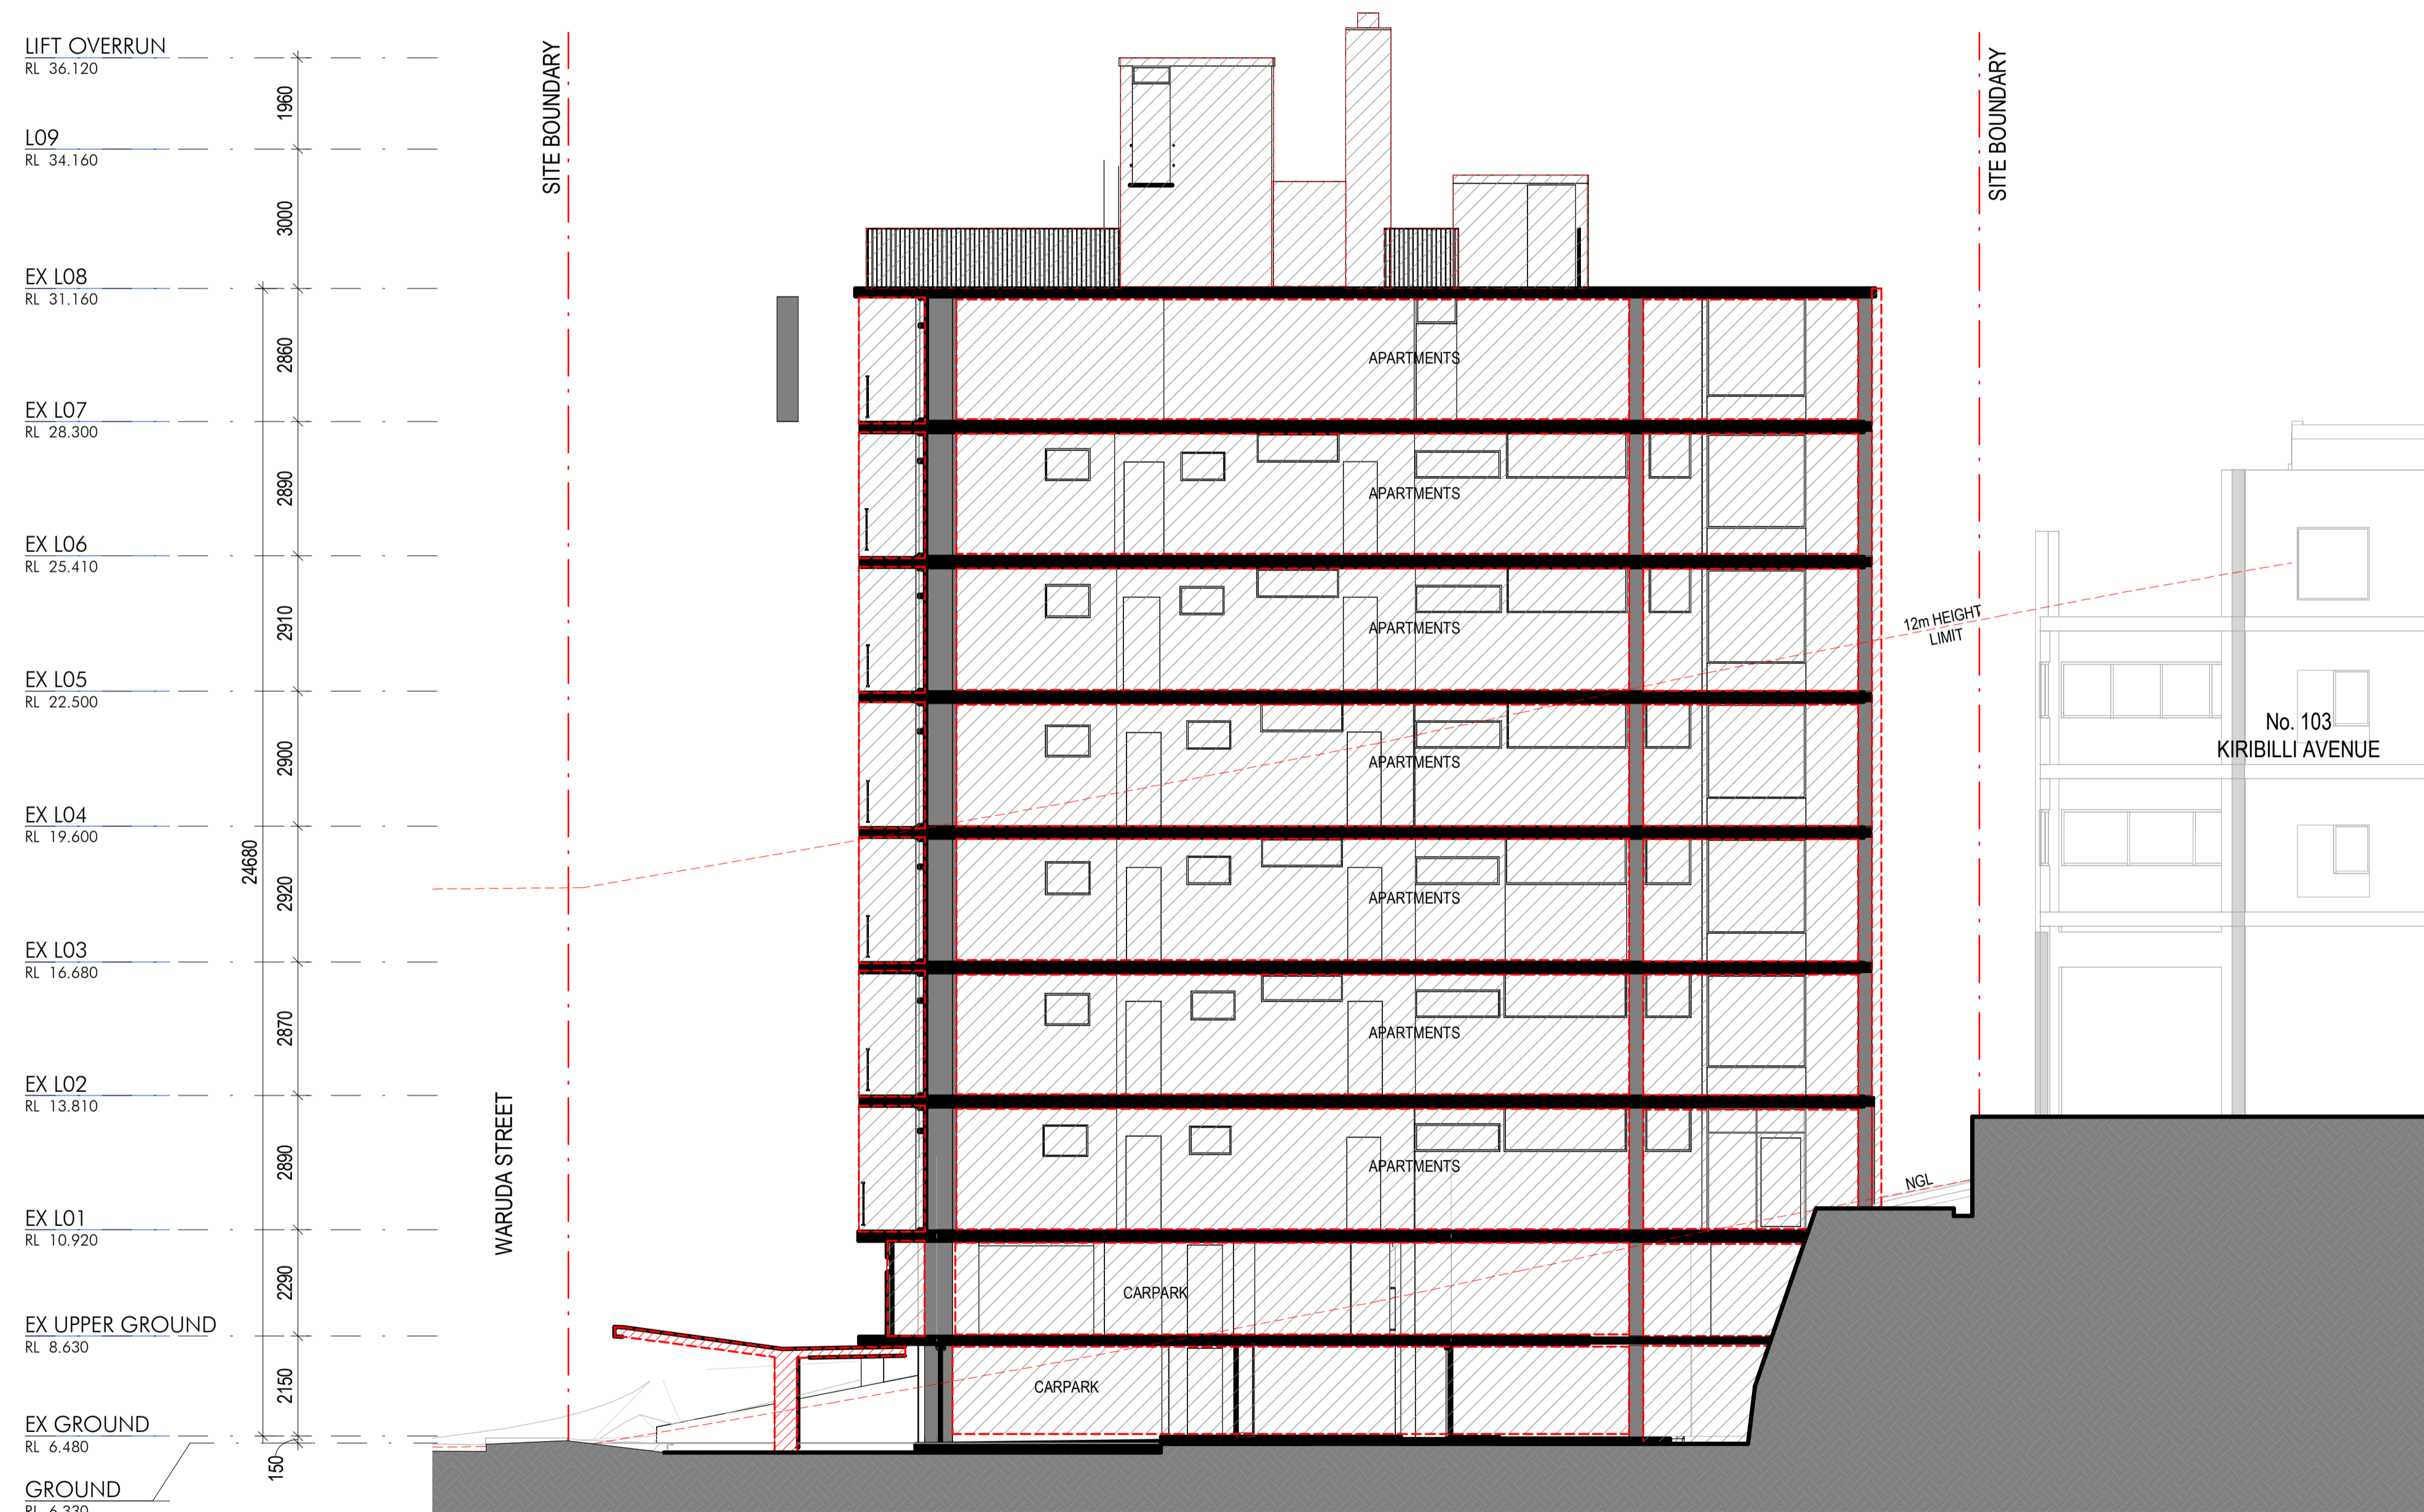 LIFT OVERRUN
RL 36.120
1960
L09
RL 34.160
3000
EX L08
RL 31.160
2860
EX L07
RL 28.300
2890
EX L06
RL 25.410
2910
EX L05
RL 22.500
2900
EX L04
RL 19.600
24680
2920
EX L03
RL 16.680
2870
EX L02
RL 13.810
2890
EX L01
RL 10.920
2290
EX UPPER GROUND
RL 8.630
2150
EX GROUND
RL 6.480
150
GROUND
RL 6.330
SITE BOUNDARY
WARUDA STREET
APARTMENTS
APARTMENTS
APARTMENTS
APARTMENTS
APARTMENTS
APARTMENTS
APARTMENTS
CARPARK
CARPARK
SITE BOUNDARY
12m HEIGHT
LIMIT
NGL
No. 103
KIRIBILLI AVENUE